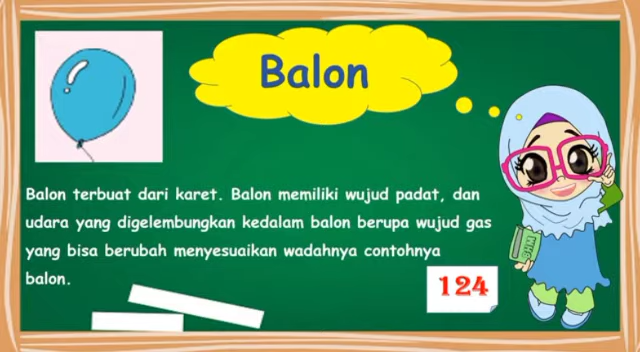 Balon
Balon terbuat dari karet. Balon memiliki wujud padat, dan
udara yang digelembungkan kedalam balon berupa wujud gas
yang bisa berubah menyesuaikan wadahnya contohnya
balon.
124